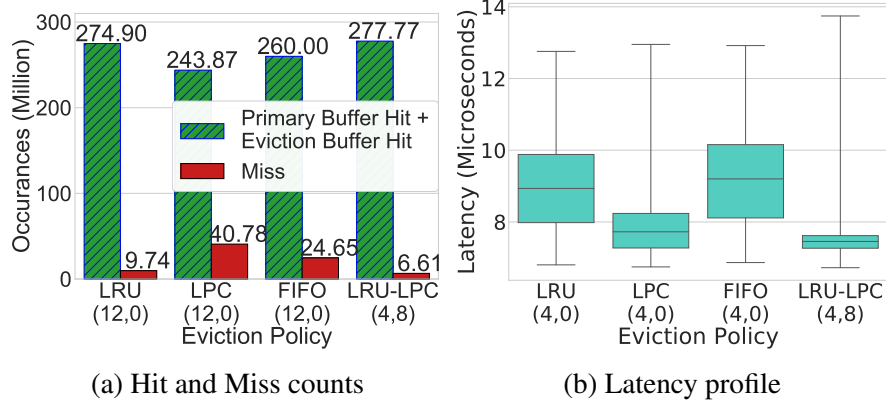 300
200
100
0
Occurances (Million)
274.90
243.87
260.00
277.77
Primary Buffer Hit +
Eviction Buffer Hit
Miss
9.74
40.78
24.65
6.61
LRU
(12,0)
LPC
(12,0)
FIFO
(12,0)
LRU-LPC
(4,8)
Eviction Policy
(a) Hit and Miss counts
14
12
10
8
Latency (Microseconds)
LRU
(4,0)
LPC
(4,0)
FIFO
(4,0)
LRU-LPC
(4,8)
Eviction Policy
(b) Latency profile